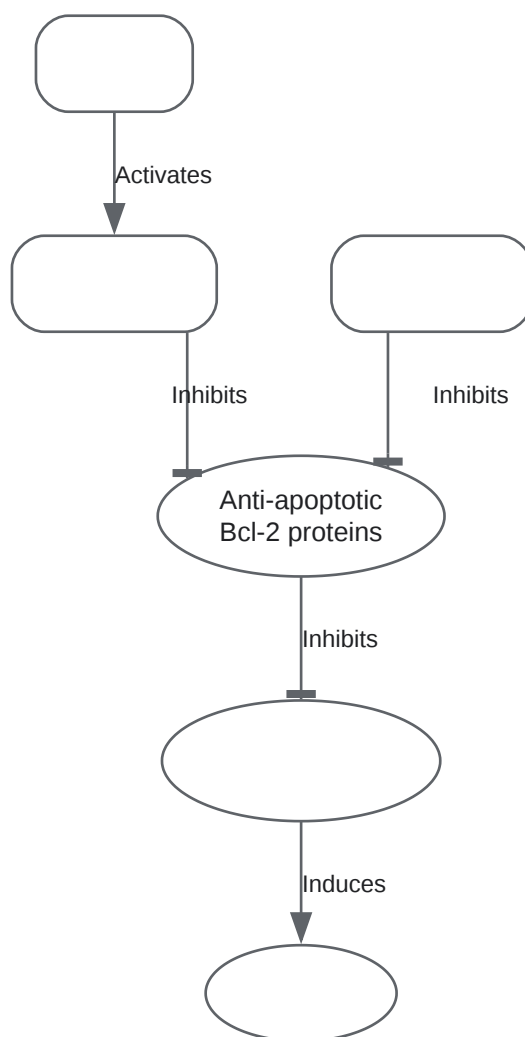 Activates
Inhibits
Inhibits
Anti-apoptotic
Bcl-2 proteins
Inhibits
Induces